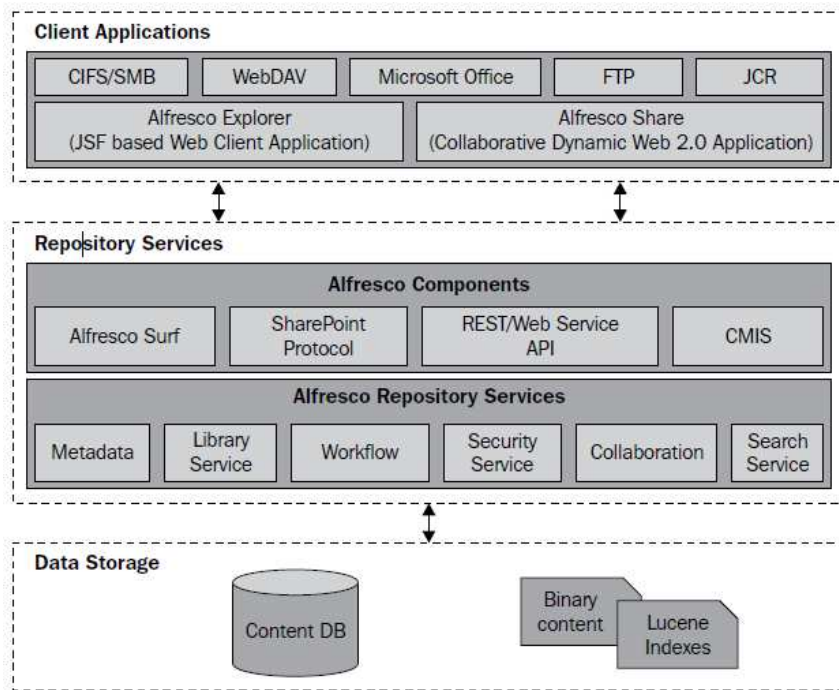 Client Applications
CIFS/SMB
WebDAV
Microsoft Office
FTP
JCR
Alfresco Explorer
(JSF based Web Client Application)
Alfresco Share
(Collaborative Dynamic Web 2.0 Application)
Repository Services
Alfresco Components
Alfresco Surf
SharePoint
Protocol
REST/Web Service
API
CMIS
Alfresco Repository Services
Metadata
Library
Service
Workflow
Security
Service
Collaboration
Search
Service
Data Storage
Content DB
Binary
content
Lucene
Indexes